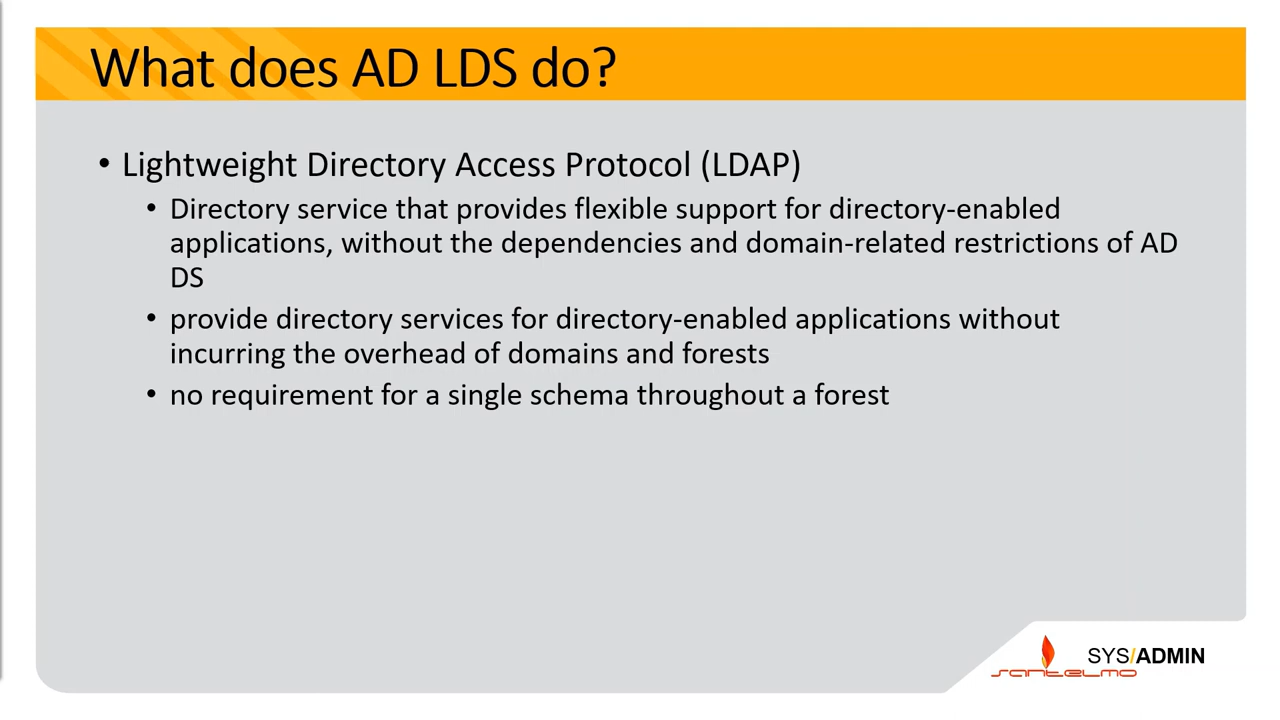 What does AD LDS do?
• Lightweight Directory Access Protocol (LDAP)
• Directory service that provides flexible support for directory-enabled
applications, without the dependencies and domain-related restrictions of AD
DS
• provide directory services for directory-enabled applications without
incurring the overhead of domains and forests
• no requirement for a single schema throughout a forest
SYS/ADMIN
santelmo